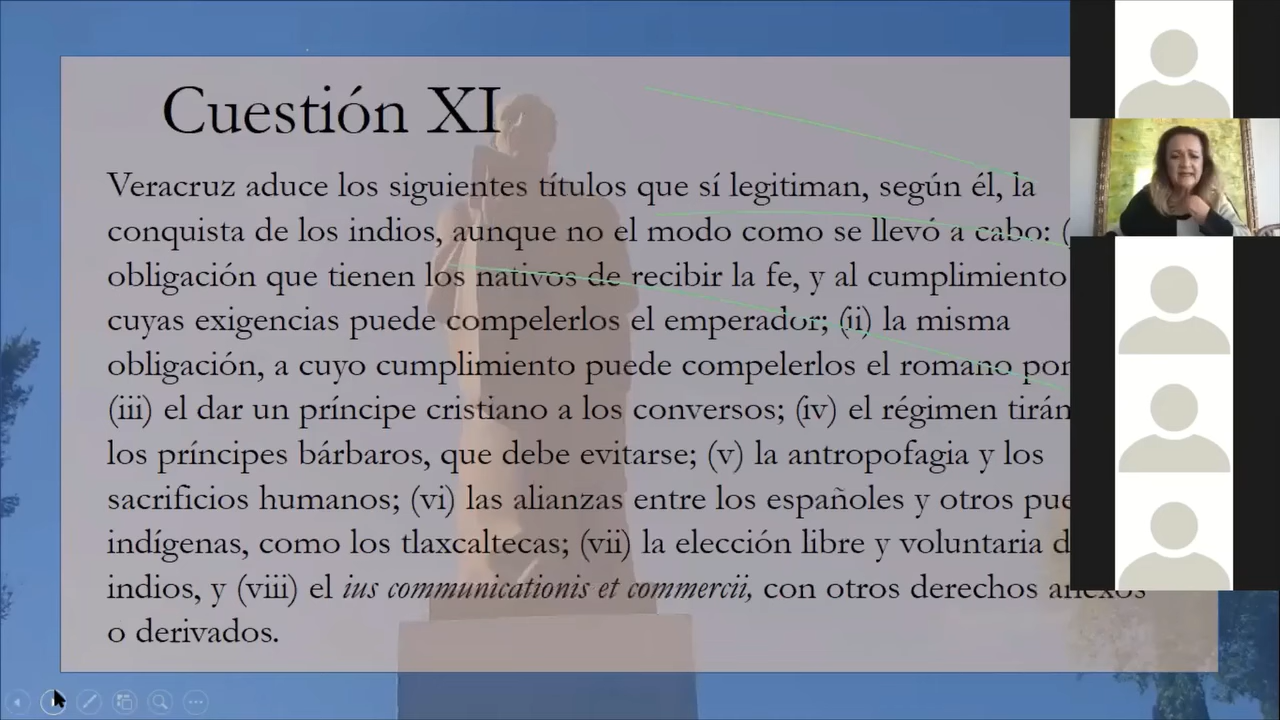 Cuestión XI
Veracruz aduce los siguientes títulos que sí legitiman, según él, la
conquista de los indios, aunque no el modo como se llevó a cabo: (
obligación que tienen los nativos de recibir la fe, y al cumplimiento
cuyas exigencias puede compelerlos el emperador; (ii) la misma
obligación, a cuyo cumplimiento puede compelerlos el romano
(iii) el dar un príncipe cristiano a los conversos; (iv) el régimen
los príncipes bárbaros, que debe evitarse; (v) la antropofagia y los
sacrificios humanos; (vi) las alianzas entre los españoles y otros
indígenas, como los tlaxcaltecas; (vii) la elección libre y voluntaria
indios, y (viii) el ius communicationis et commercii, con otros derechos anexos
o derivados.